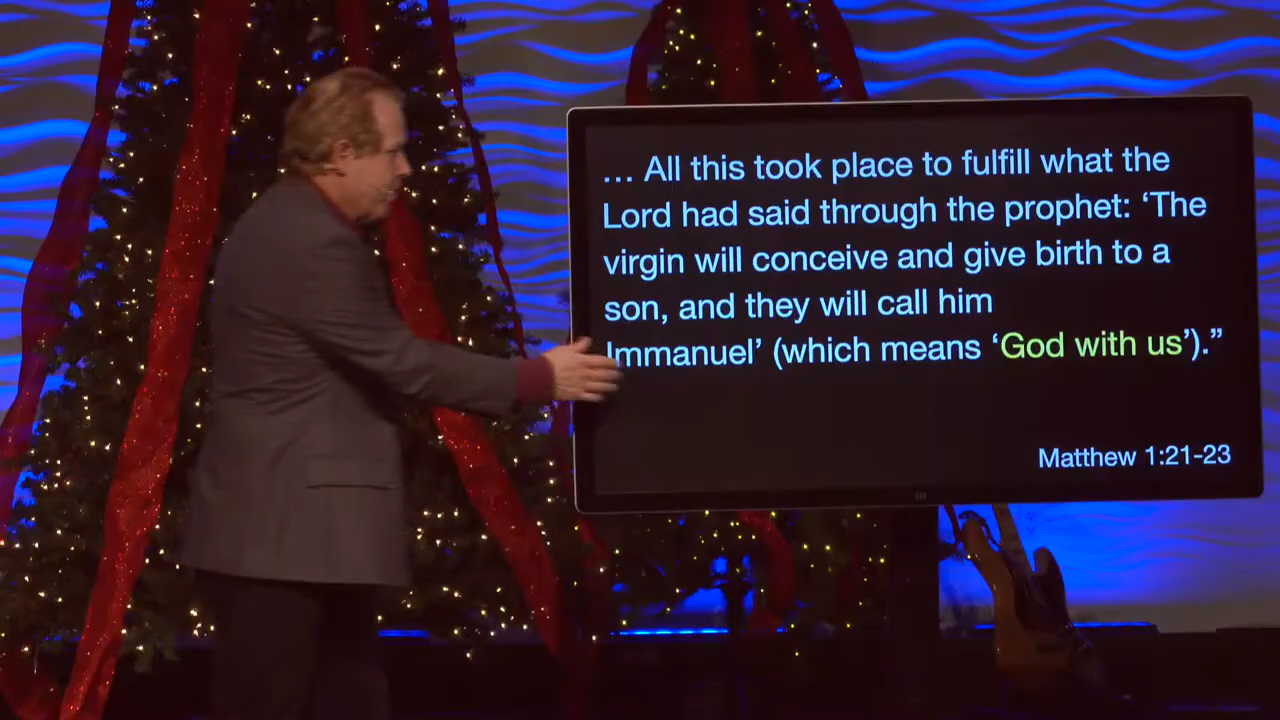 … All this took place to fulfill what the
Lord had said through the prophet: ‘The
virgin will conceive and give birth to a
son, and they will call him
Immanuel’ (which means ‘God with us’).”
Matthew 1:21-23